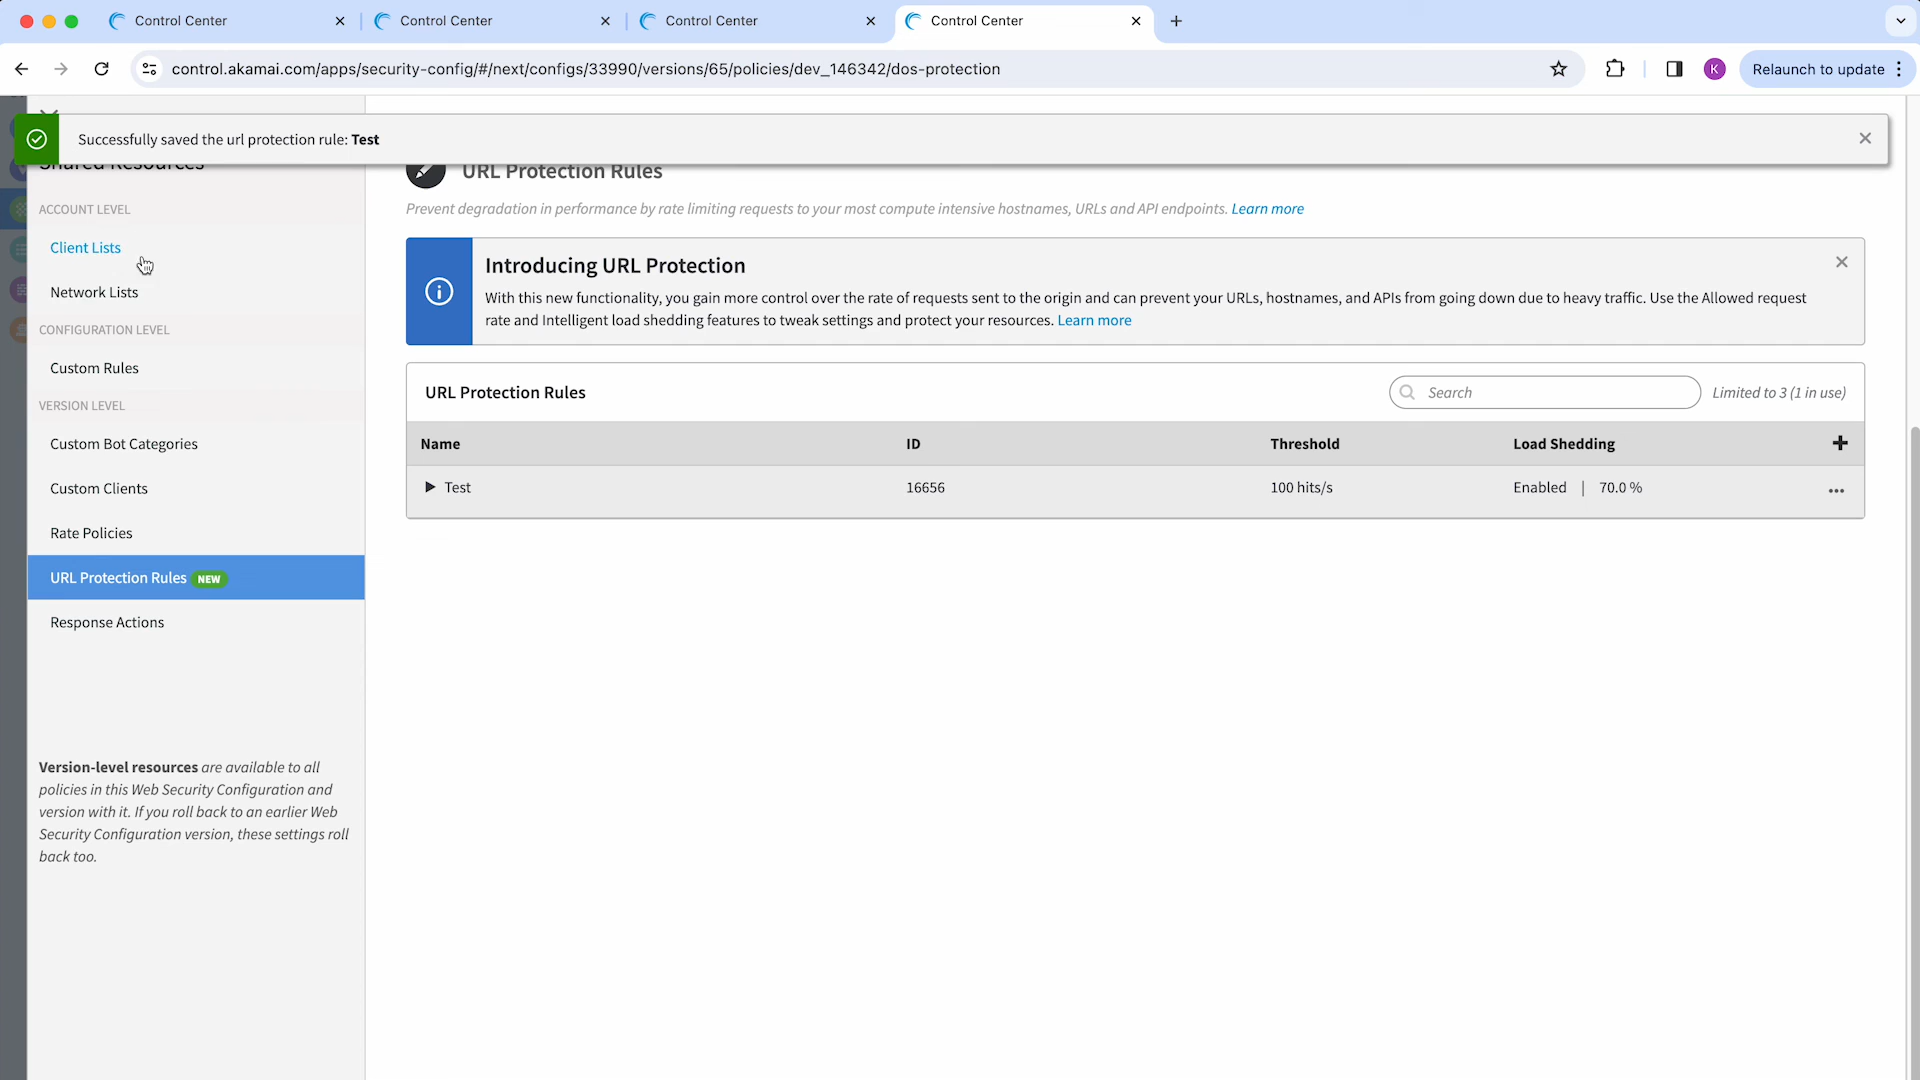 Control Center
Control Center
Control Center
Control Center
control.akamai.com/apps/security-config/#/next/configs/33990/versions/65/policies/dev_146342/dos-protection
K
Relaunch to update
Successfully saved the url protection rule: Test
Shared Resources
ACCOUNT LEVEL
Client Lists
Network Lists
CONFIGURATION LEVEL
Custom Rules
VERSION LEVEL
Custom Bot Categories
Custom Clients
Rate Policies
URL Protection Rules NEW
Response Actions
Version-level resources are available to all
policies in this Web Security Configuration and
version with it. If you roll back to an earlier Web
Security Configuration version, these settings roll
back too.
URL Protection Rules
Prevent degradation in performance by rate limiting requests to your most compute intensive hostnames, URLs and API endpoints. Learn more
Introducing URL Protection
With this new functionality, you gain more control over the rate of requests sent to the origin and can prevent your URLs, hostnames, and APIs from going down due to heavy traffic. Use the Allowed request
rate and Intelligent load shedding features to tweak settings and protect your resources. Learn more
URL Protection Rules
Search
Limited to 3 (1 in use)
Name ID Threshold Load Shedding
Test 16656 100 hits/s Enabled | 70.0 %